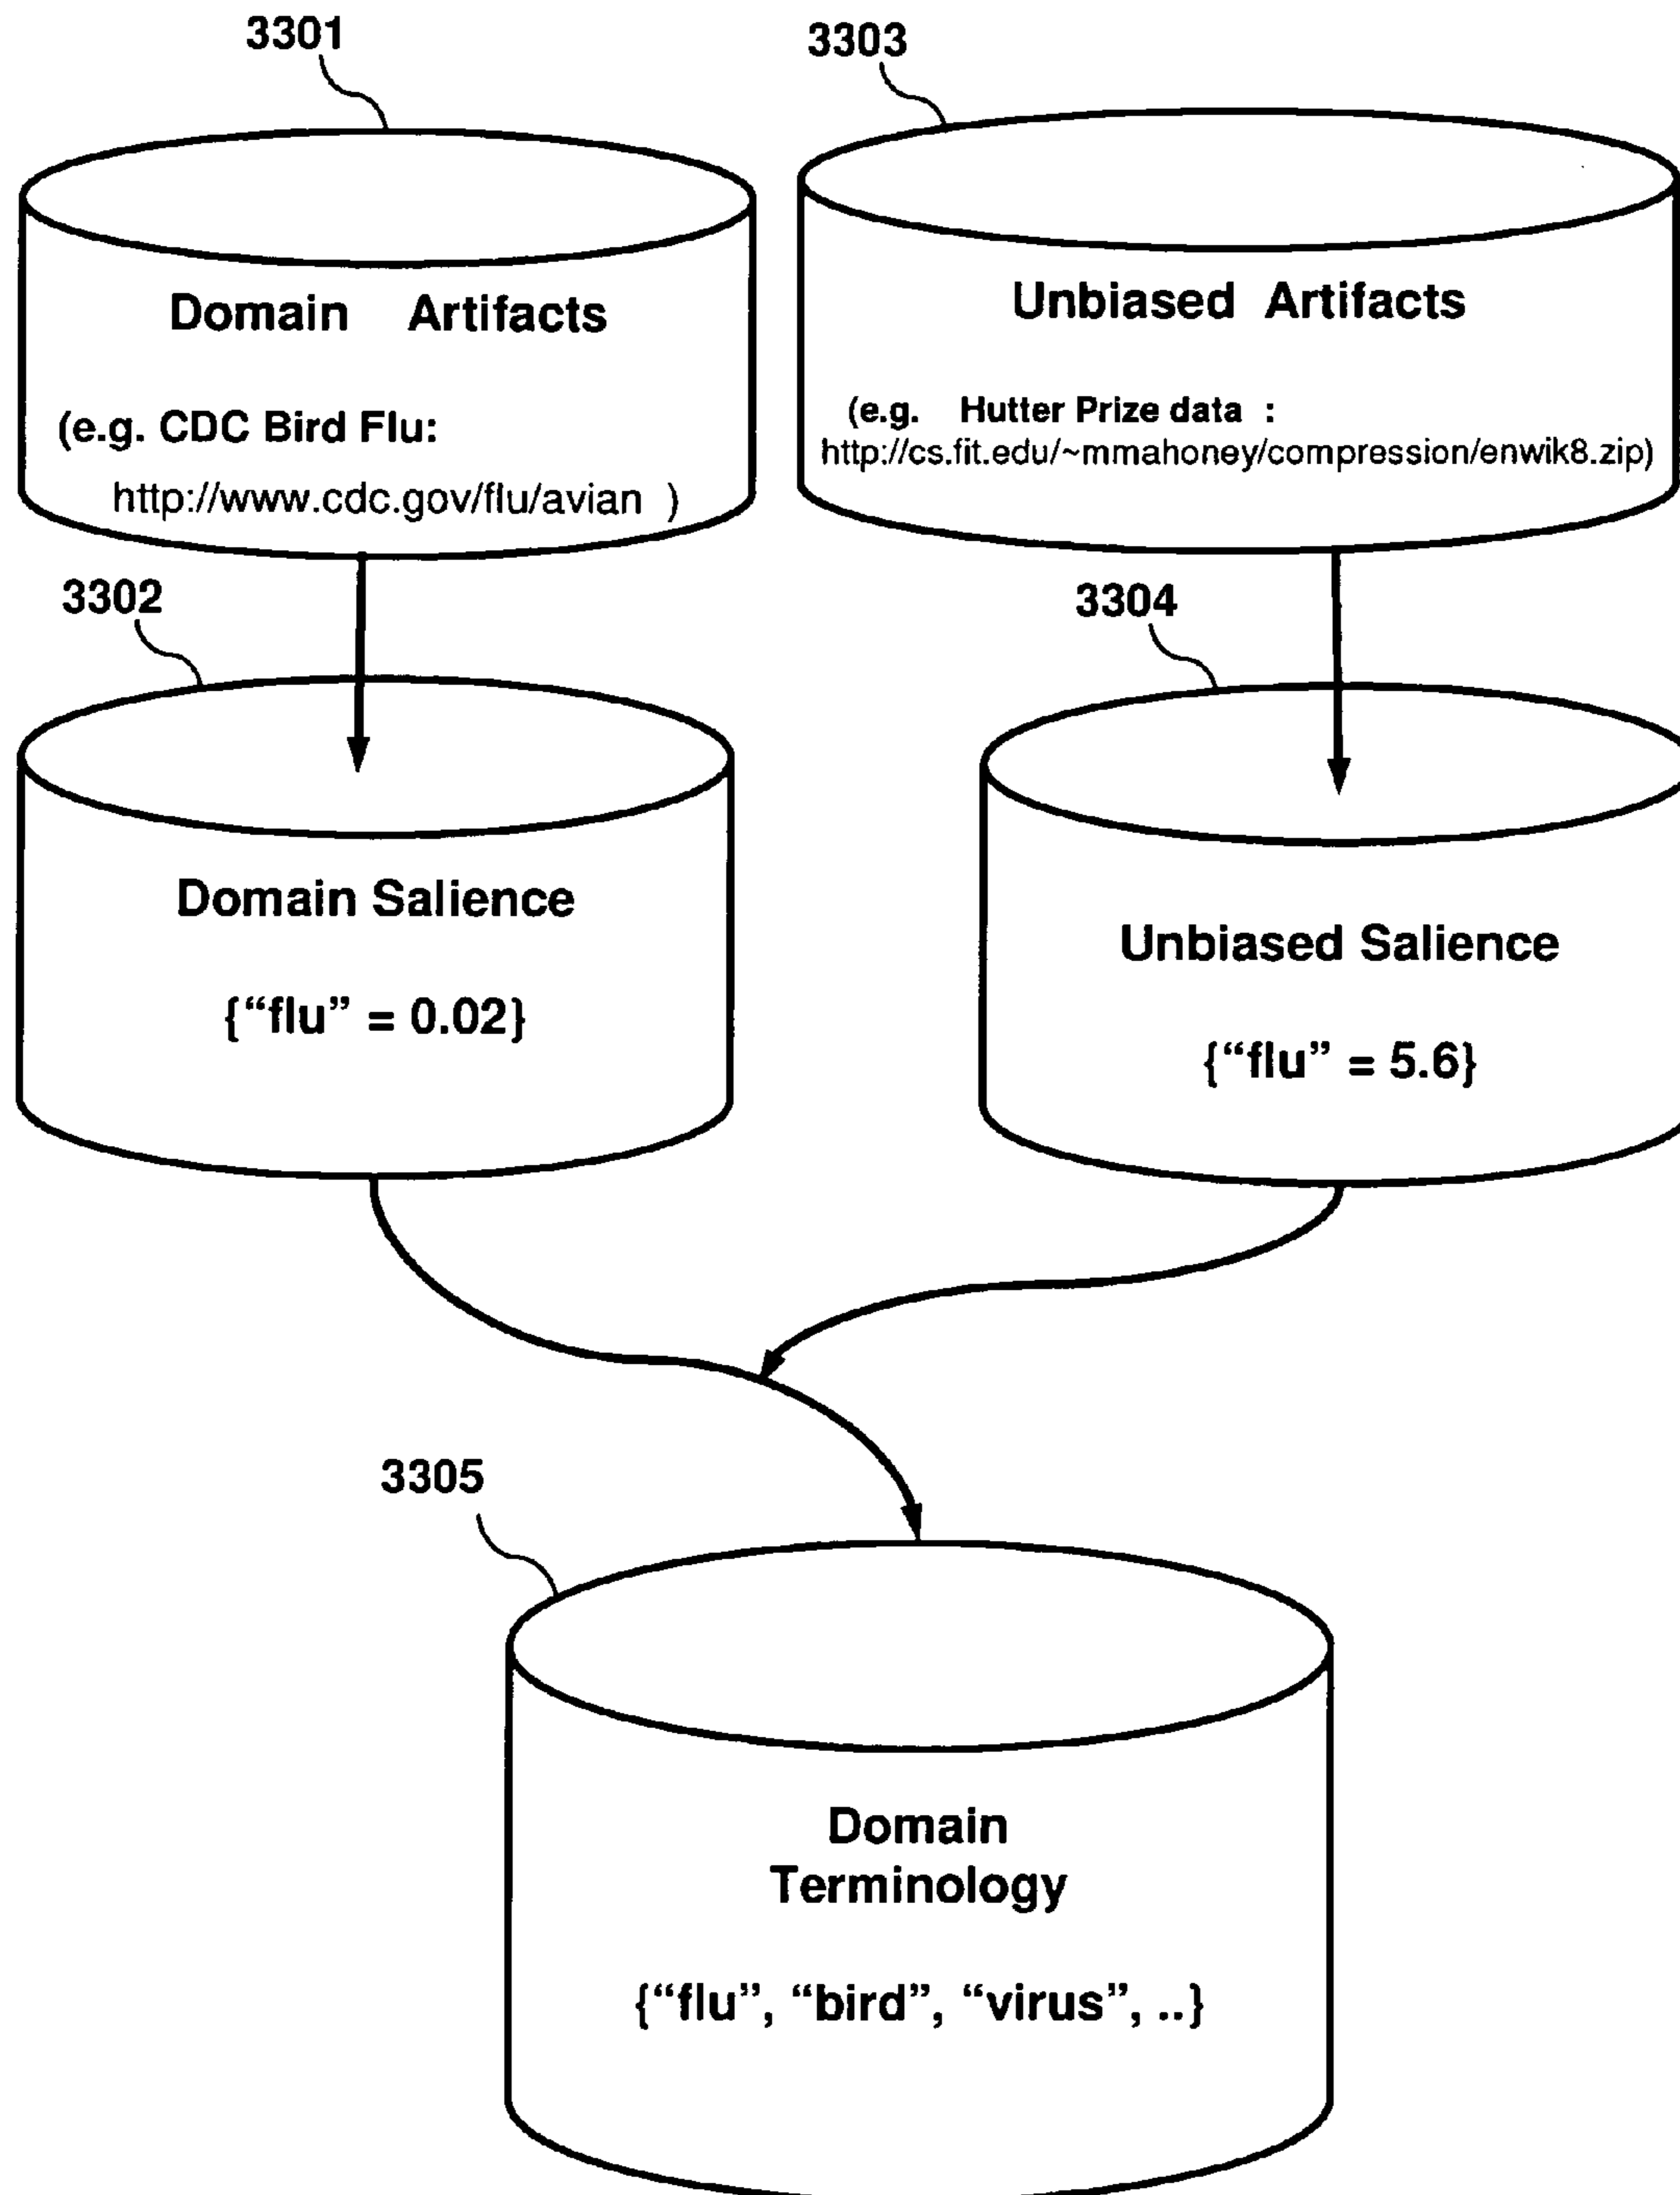 3301
3303
Domain Artifacts
(e.g. CDC Bird Flu:
http://www.cdc.gov/flu/avian )
Unbiased Artifacts
(e.g. Hutter Prize data :
http://cs.fit.edu/~mmahoney/compression/enwik8.zip)
3302
3304
Domain Salience
{“flu” = 0.02}
Unbiased Salience
{“flu” = 5.6}
3305
Domain
Terminology
{“flu”, “bird”, “virus”, ..}